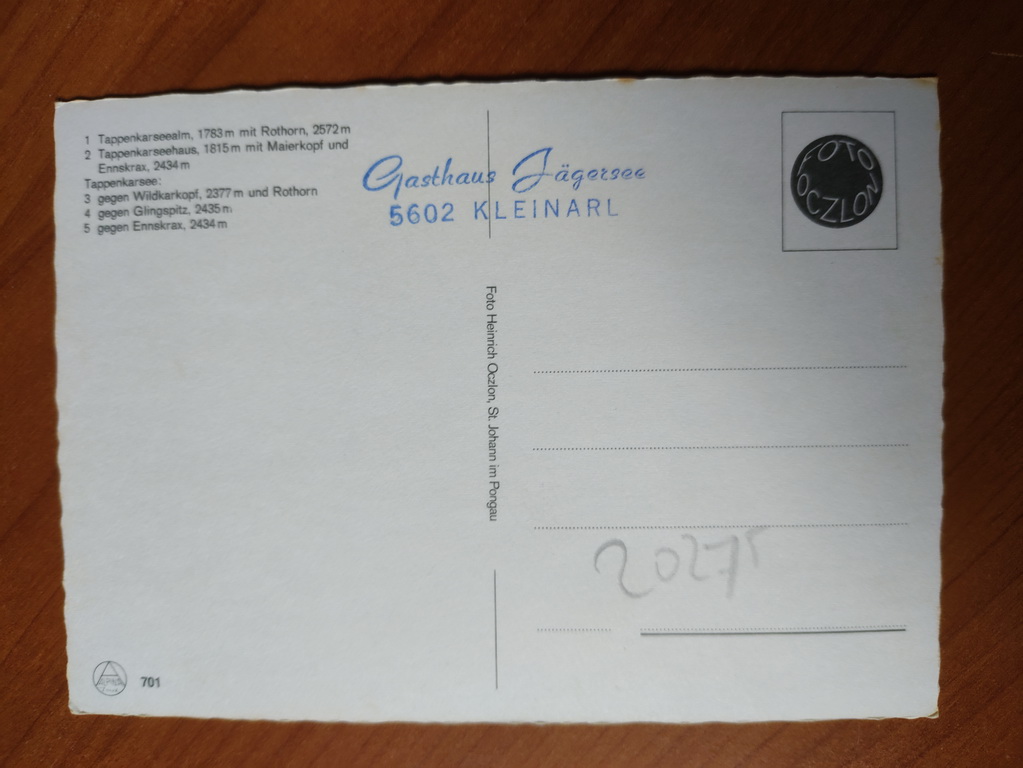 1 Tappenkarseealm, 1783 m mit Rothorn, 2572 m
2 Tappenkarseehaus, 1815 m mit Maierkopf und
Ennskrax, 2434 m
Tappenkarsee:
3 gegen Wildkarkopf, 2377 m und Rothorn
4 gegen Glingspitz, 2435 m
5 gegen Ennskrax, 2434 m
Gasthaus Jägersee
5602 KLEINARL
FOTO
OCZLON
Foto Heinrich Oczlon, St. Johann im Pongau
701